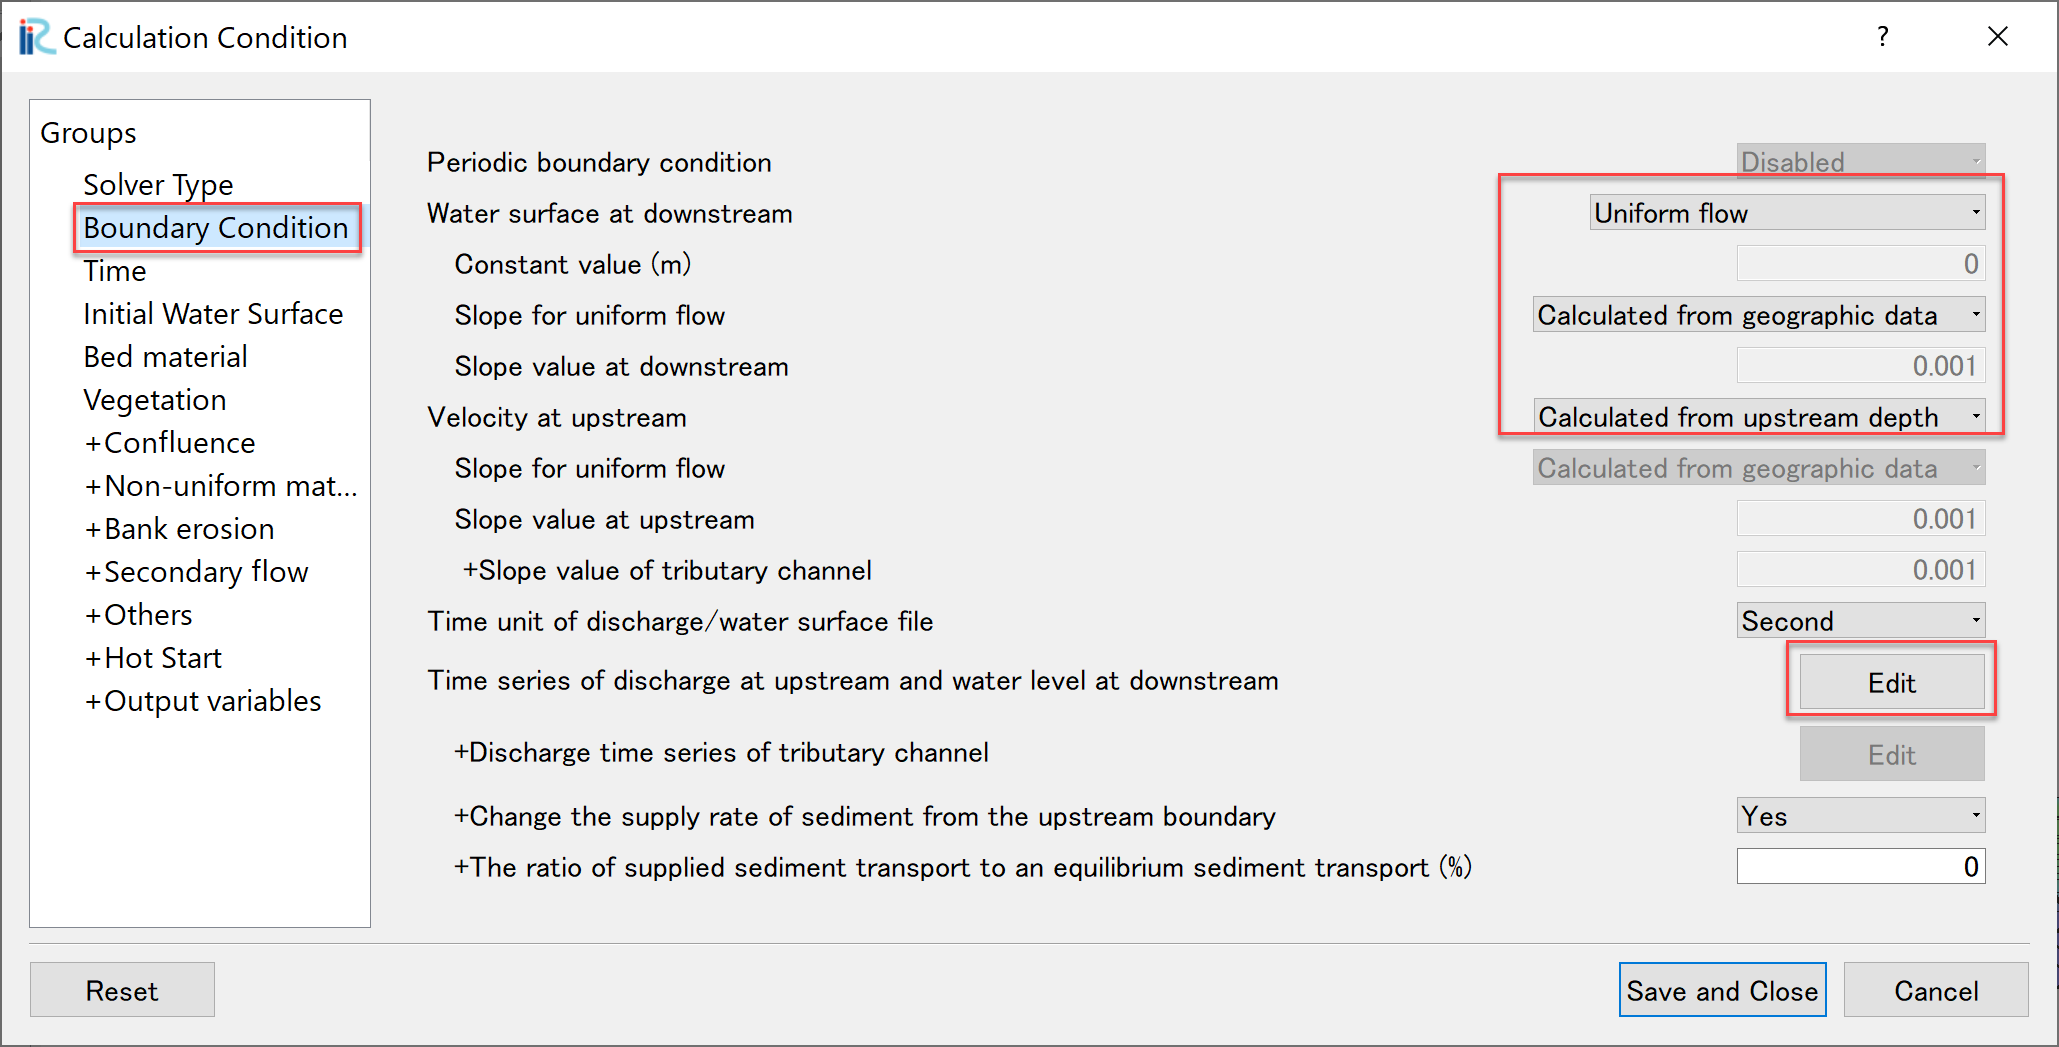 Calculation Condition ?
Groups
Solver Type
Boundary Condition
Time
Initial Water Surface
Bed material
Vegetation
+Confluence
+Non-uniform mat...
+Bank erosion
+Secondary flow
+Others
+Hot Start
+Output variables
Periodic boundary condition Disabled
Water surface at downstream Uniform flow
Constant value (m) 0
Slope for uniform flow Calculated from geographic data
Slope value at downstream 0.001
Velocity at upstream Calculated from upstream depth
Slope for uniform flow Calculated from geographic data
Slope value at upstream 0.001
+Slope value of tributary channel 0.001
Time unit of discharge/water surface file Second
Time series of discharge at upstream and water level at downstream Edit
+Discharge time series of tributary channel Edit
+Change the supply rate of sediment from the upstream boundary Yes
+The ratio of supplied sediment transport to an equilibrium sediment transport (%) 0
Reset Save and Close Cancel